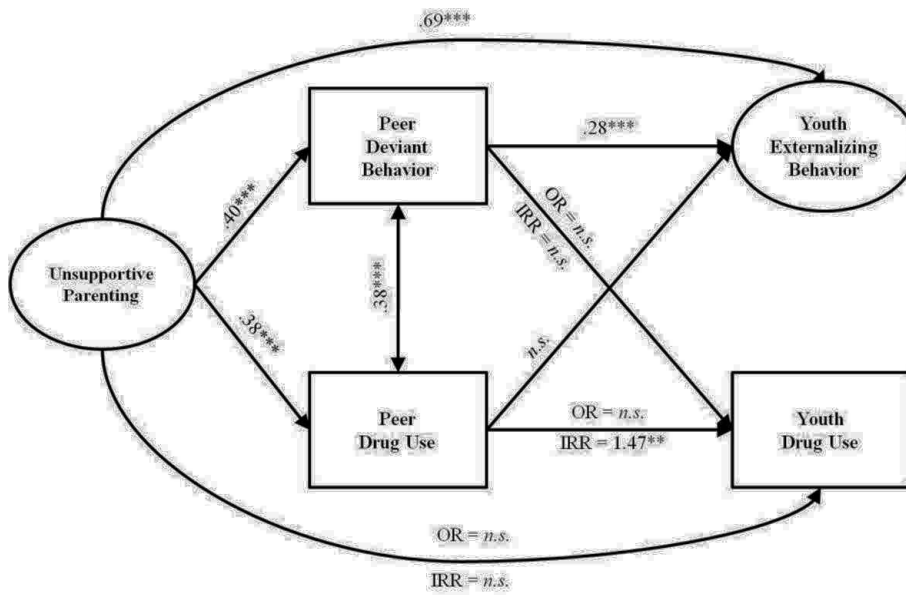 .69***
Peer
Deviant
Behavior
.28***
Youth
Externalizing
Behavior
.40***
OR = n.s.
IRR = n.s.
Unsupportive
Parenting
.38***
.38***
n.s.
Peer
Drug Use
OR = n.s.
IRR = 1.47**
Youth
Drug Use
OR = n.s.
IRR = n.s.